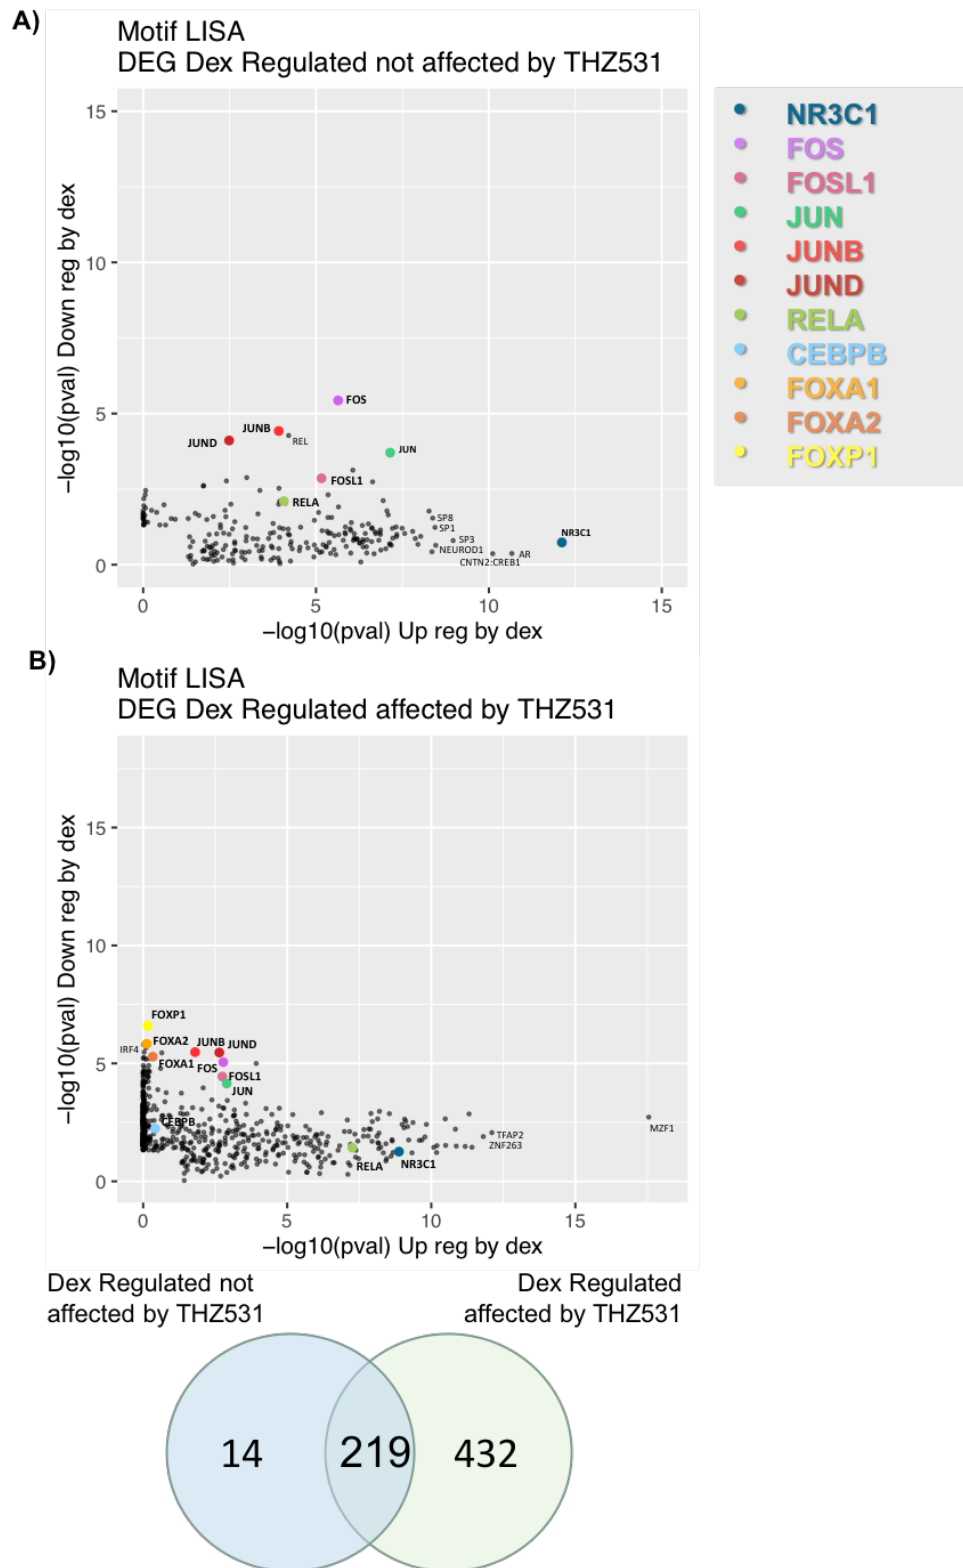 A)
Motif LISA
DEG Dex Regulated not affected by THZ531
15
10
5
0
−log10(pval) Down reg by dex
FOS
JUNB
REL
JUND
JUN
FOSL1
RELA
SP8
SP1
SP3
NEUROD1
NR3C1
AR
CNTN2:CREB1
0
5
10
15
−log10(pval) Up reg by dex
NR3C1
FOS
FOSL1
JUN
JUNB
JUND
RELA
CEBPB
FOXA1
FOXA2
FOXP1
B)
Motif LISA
DEG Dex Regulated affected by THZ531
15
10
5
0
−log10(pval) Down reg by dex
FOXP1
FOXA2
JUNB
JUND
IRF4
FOXA1
FOS
FOSL1
JUN
CEBPB
MZF1
TFAP2
ZNF263
RELA
NR3C1
0
5
10
15
−log10(pval) Up reg by dex
Dex Regulated not
affected by THZ531
Dex Regulated
affected by THZ531
14
219
432